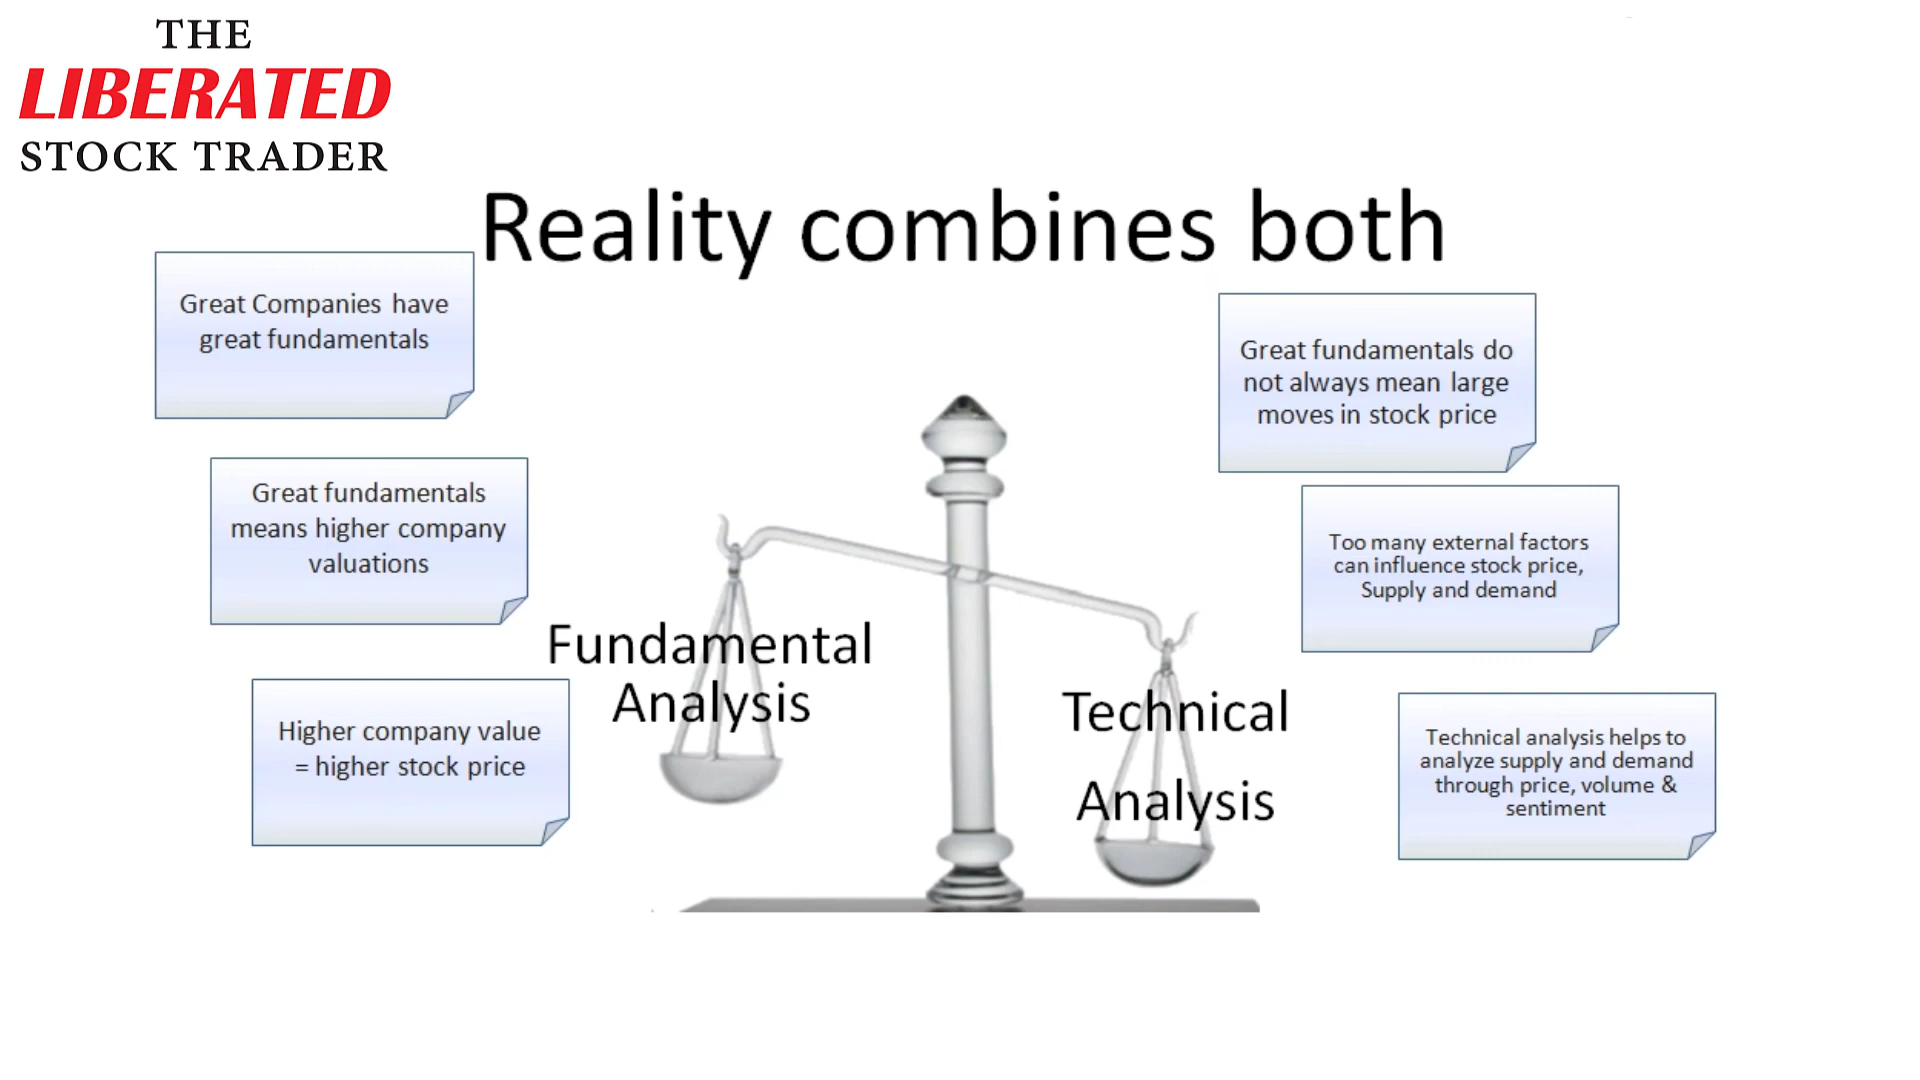 THE
LIBERATED
STOCK TRADER
Reality combines both
Great Companies have
great fundamentals
Great fundamentals
means higher company
valuations
Higher company value
= higher stock price
Fundamental
Analysis
Technical
Analysis
Great fundamentals do
not always mean large
moves in stock price
Too many external factors
can influence stock price,
Supply and demand
Technical analysis helps to
analyze supply and demand
through price, volume &
sentiment